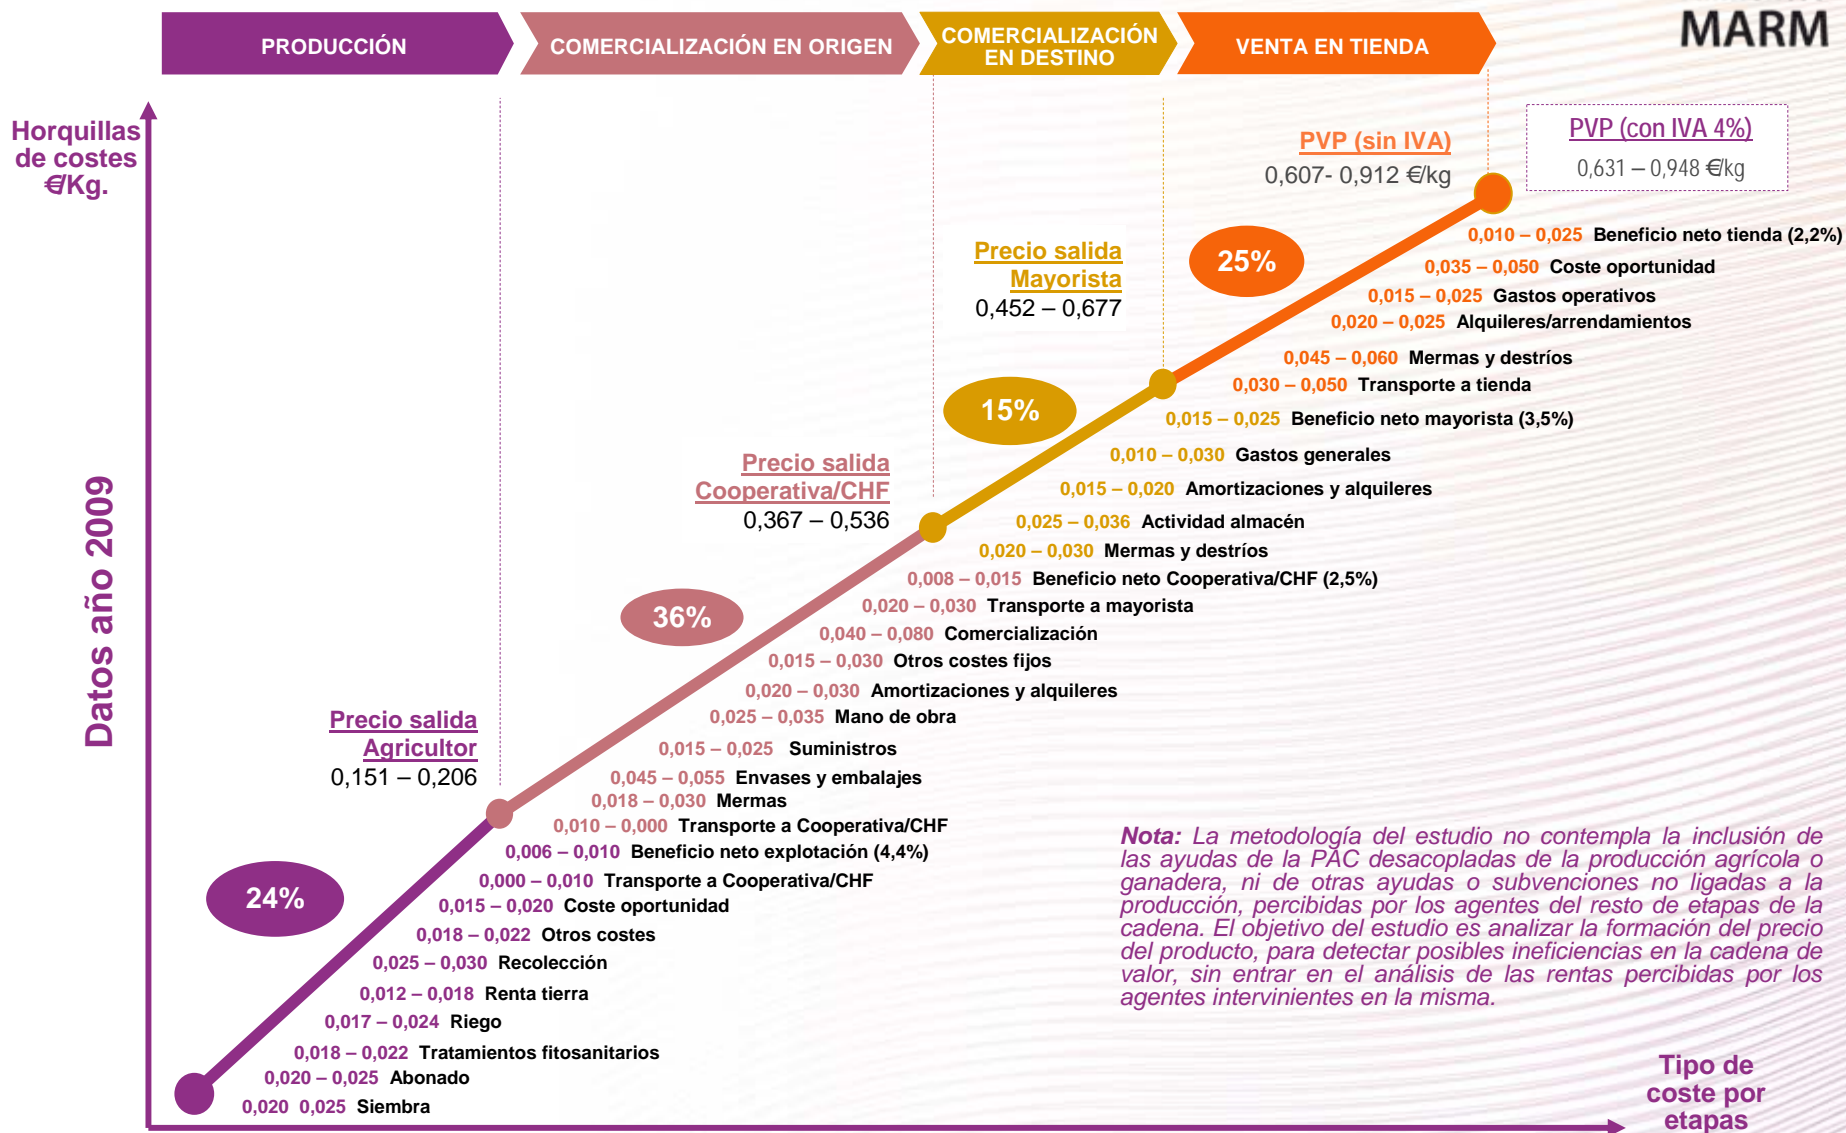 MARM
PRODUCCIÓN
COMERCIALIZACIÓN EN ORIGEN
COMERCIALIZACIÓN
EN DESTINO
VENTA EN TIENDA
Horquillas
de costes
€/Kg.
PVP (sin IVA)
0,607- 0,912 €/kg
PVP (con IVA 4%)
0,631 – 0,948 €/kg
0,010 – 0,025 Beneficio neto tienda (2,2%)
25%
0,035 – 0,050 Coste oportunidad
0,015 – 0,025 Gastos operativos
0,020 – 0,025 Alquileres/arrendamientos
0,045 – 0,060 Mermas y destríos
0,030 – 0,050 Transporte a tienda
Precio salida
Mayorista
0,452 – 0,677
15%
0,015 – 0,025 Beneficio neto mayorista (3,5%)
0,010 – 0,030 Gastos generales
0,015 – 0,020 Amortizaciones y alquileres
0,025 – 0,036 Actividad almacén
0,020 – 0,030 Mermas y destríos
Precio salida
Cooperativa/CHF
0,367 – 0,536
36%
0,008 – 0,015 Beneficio neto Cooperativa/CHF (2,5%)
0,020 – 0,030 Transporte a mayorista
0,040 – 0,080 Comercialización
0,015 – 0,030 Otros costes fijos
0,020 – 0,030 Amortizaciones y alquileres
0,025 – 0,035 Mano de obra
0,015 – 0,025 Suministros
0,045 – 0,055 Envases y embalajes
0,018 – 0,030 Mermas
0,010 – 0,000 Transporte a Cooperativa/CHF
Precio salida
Agricultor
0,151 – 0,206
24%
0,006 – 0,010 Beneficio neto explotación (4,4%)
0,000 – 0,010 Transporte a Cooperativa/CHF
0,015 – 0,020 Coste oportunidad
0,018 – 0,022 Otros costes
0,025 – 0,030 Recolección
0,012 – 0,018 Renta tierra
0,017 – 0,024 Riego
0,018 – 0,022 Tratamientos fitosanitarios
0,020 – 0,025 Abonado
0,020 0,025 Siembra
Datos año 2009
Nota: La metodología del estudio no contempla la inclusión de
las ayudas de la PAC desacopladas de la producción agrícola o
ganadera, ni de otras ayudas o subvenciones no ligadas a la
producción, percibidas por los agentes del resto de etapas de la
cadena. El objetivo del estudio es analizar la formación del precio
del producto, para detectar posibles ineficiencias en la cadena de
valor, sin entrar en el análisis de las rentas percibidas por los
agentes intervinientes en la misma.
Tipo de
coste por
etapas